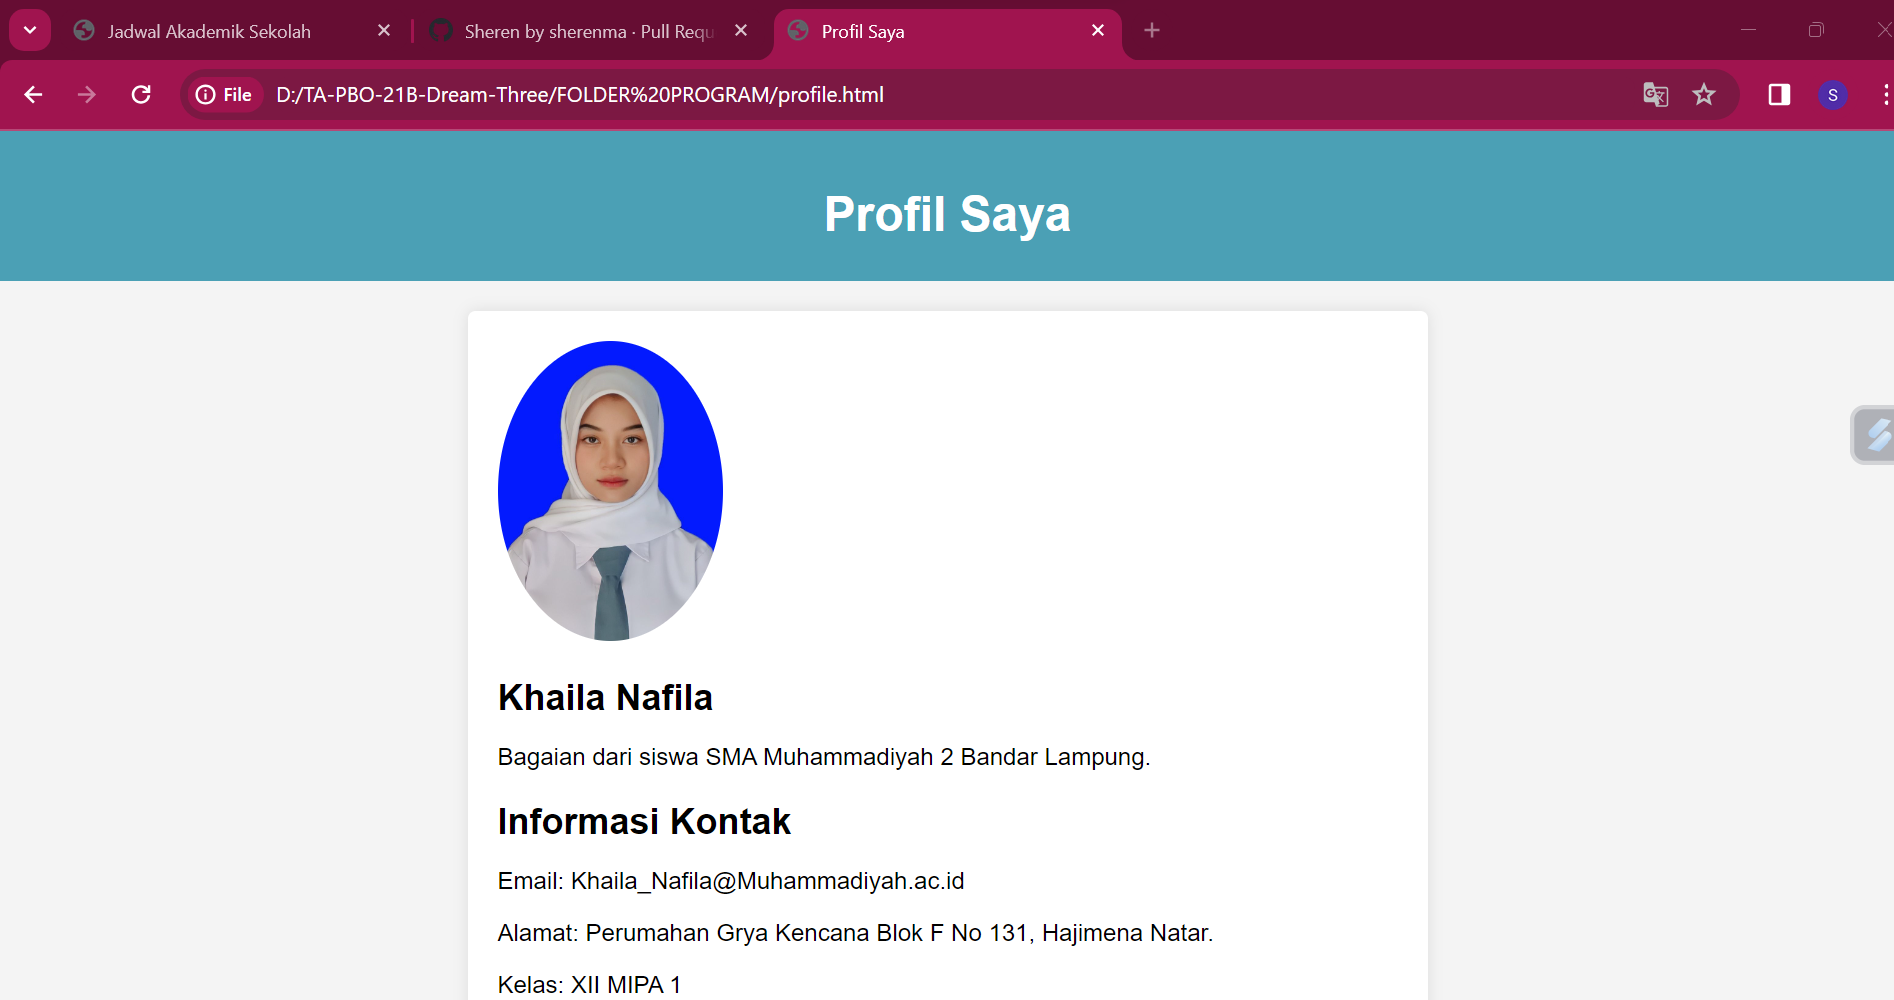 Jadwal Akademik Sekolah
Sheren by sherenma · Pull Requ
Profil Saya
File
D:/TA-PBO-21B-Dream-Three/FOLDER%20PROGRAM/profile.html
S
Profil Saya
Khaila Nafila
Bagaian dari siswa SMA Muhammadiyah 2 Bandar Lampung.
Informasi Kontak
Email: Khaila_Nafila@Muhammadiyah.ac.id
Alamat: Perumahan Grya Kencana Blok F No 131, Hajimena Natar.
Kelas: XII MIPA 1